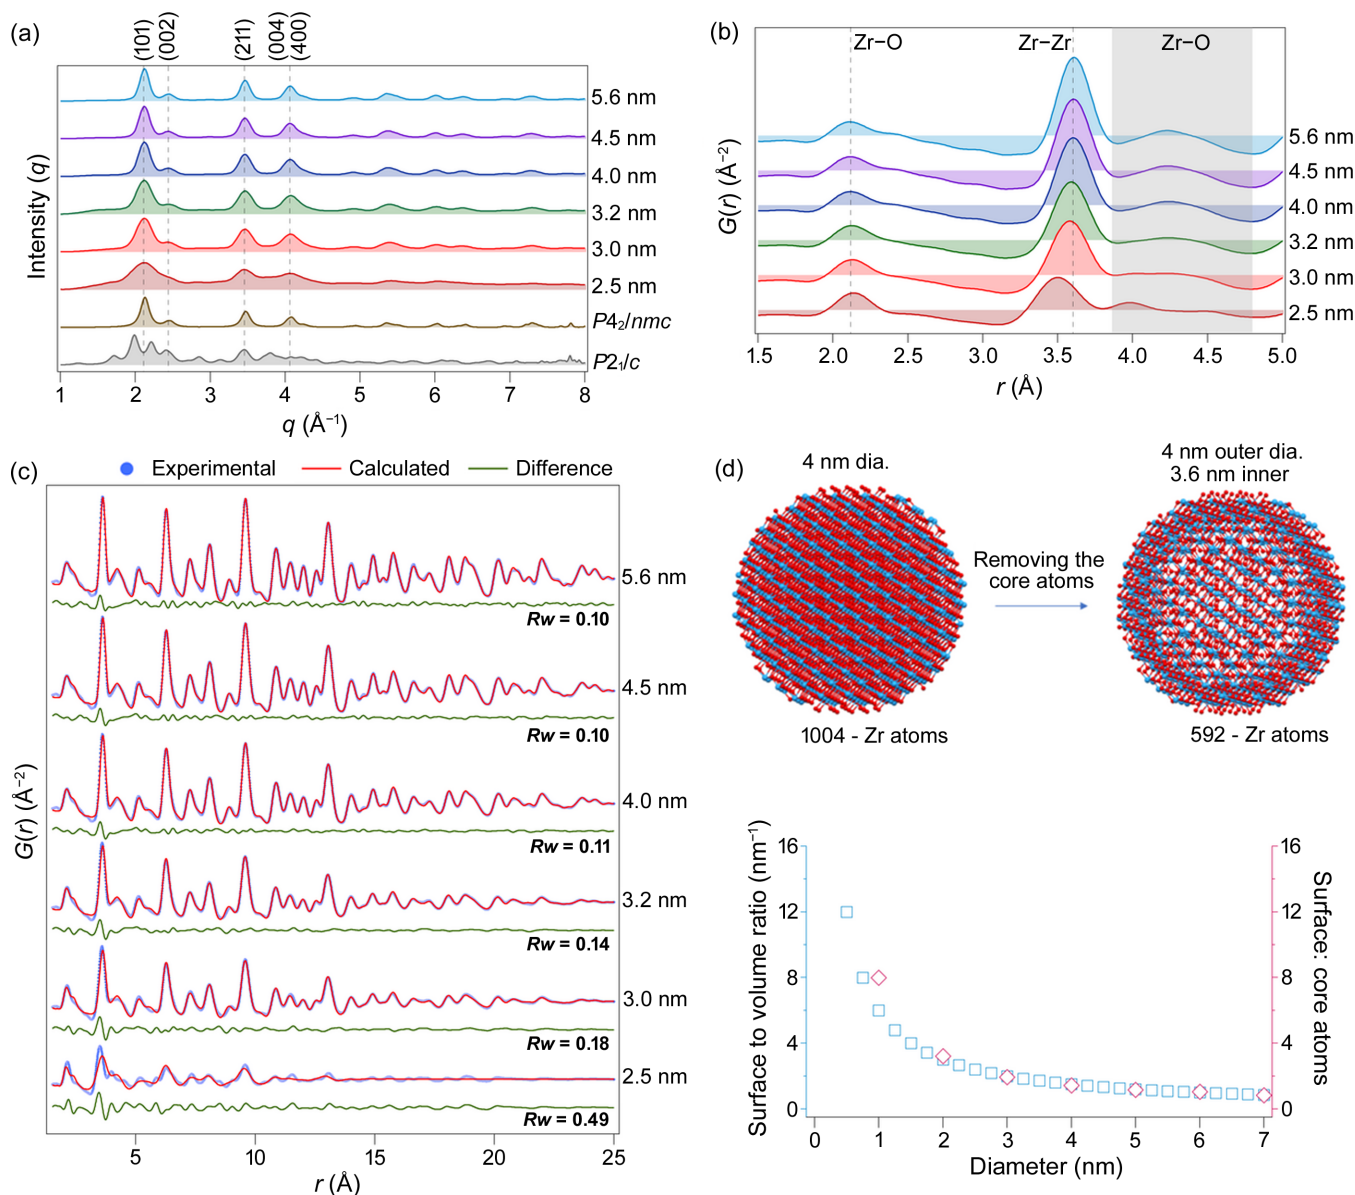 (a)
(101)
(002)
(211)
(004)
(400)
Intensity (q)
5.6 nm
4.5 nm
4.0 nm
3.2 nm
3.0 nm
2.5 nm
P4₂/nmc
P2₁/c
1 2 3 4 5 6 7 8
q (Å⁻¹)
(b)
Zr−O Zr−Zr Zr−O
G(r) (Å⁻²)
5.6 nm
4.5 nm
4.0 nm
3.2 nm
3.0 nm
2.5 nm
1.5 2.0 2.5 3.0 3.5 4.0 4.5 5.0
r (Å)
(c)
Experimental Calculated Difference
G(r) (Å⁻²)
5.6 nm
Rw = 0.10
4.5 nm
Rw = 0.10
4.0 nm
Rw = 0.11
3.2 nm
Rw = 0.14
3.0 nm
Rw = 0.18
2.5 nm
Rw = 0.49
5 10 15 20 25
r (Å)
(d)
4 nm dia.
4 nm outer dia.
3.6 nm inner
Removing the
core atoms
1004 - Zr atoms
592 - Zr atoms
Surface to volume ratio (nm⁻¹)
16
12
8
4
0
16
12
8
4
0
Surface: core atoms
0 1 2 3 4 5 6 7
Diameter (nm)